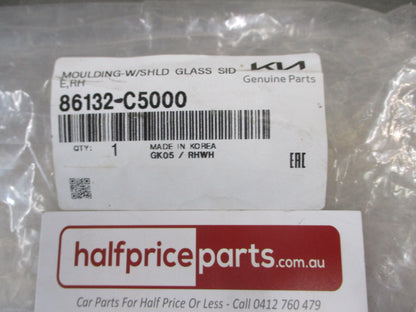 MOULDING-W/SHLD GLASS SID
E,RH
KIA
Genuine Parts
86132-C5000
QTY: 1
MADE IN KOREA
GK05 / RHWH
EAC
halfpriceparts.com.au
Car Parts For Half Price Or Less - Call 0412 760 479